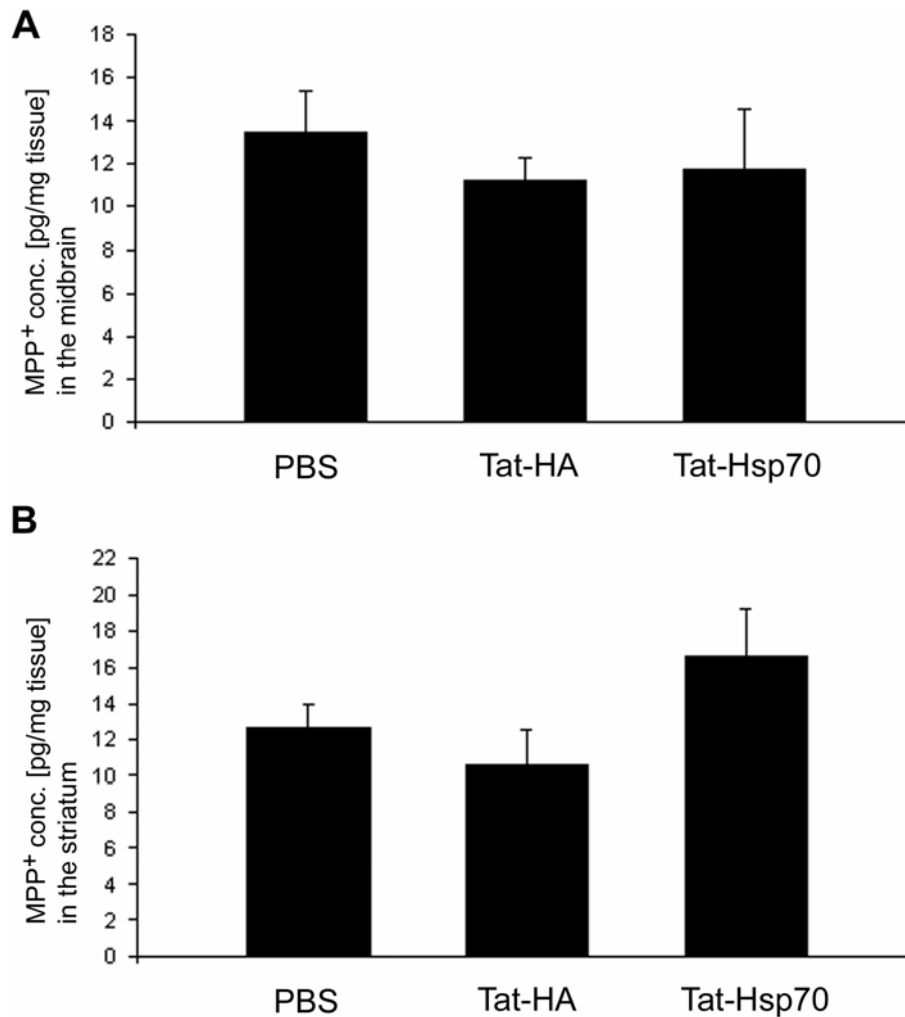 A
MPP+ conc. [pg/mg tissue]
in the midbrain
18
16
14
12
10
8
6
4
2
0
PBS Tat-HA Tat-Hsp70
B
MPP+ conc. [pg/mg tissue]
in the striatum
22
20
18
16
14
12
10
8
6
4
2
0
PBS Tat-HA Tat-Hsp70